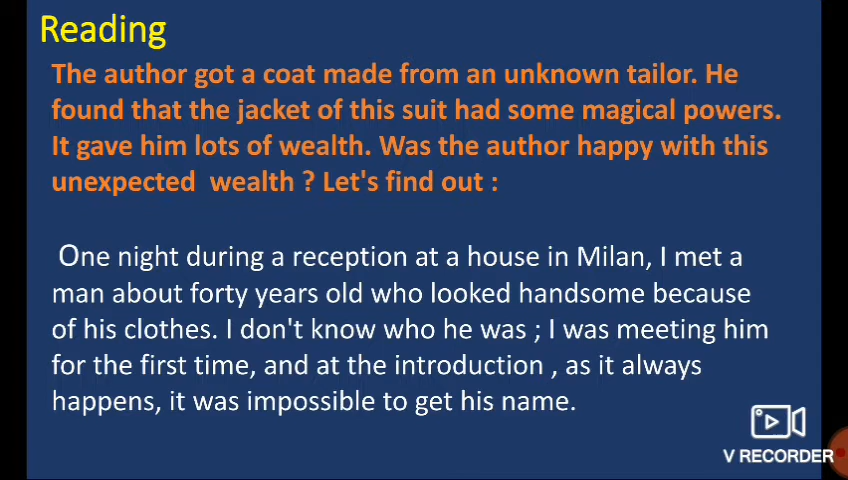 Reading
The author got a coat made from an unknown tailor. He
found that the jacket of this suit had some magical powers.
It gave him lots of wealth. Was the author happy with this
unexpected wealth ? Let's find out :
One night during a reception at a house in Milan, I met a
man about forty years old who looked handsome because
of his clothes. I don't know who he was ; I was meeting him
for the first time, and at the introduction , as it always
happens, it was impossible to get his name.
V RECORDER